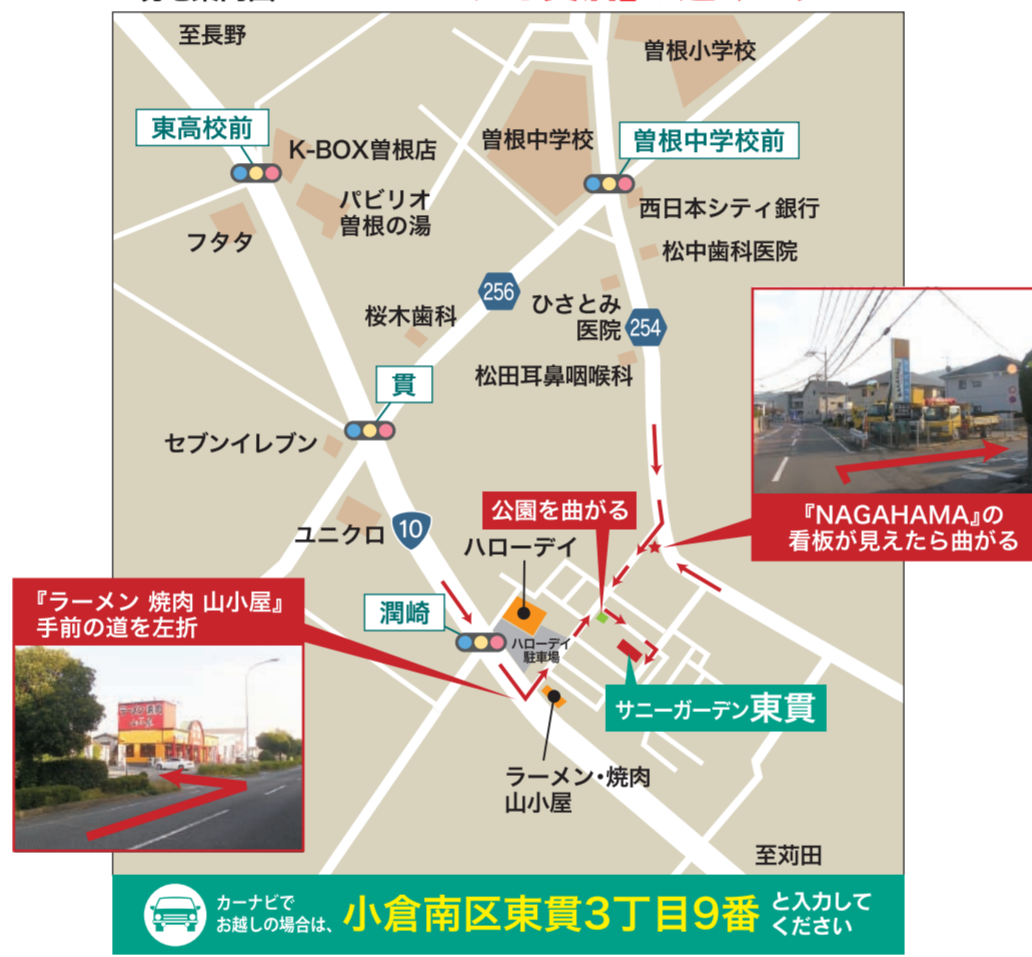 至長野
曽根小学校
東高校前
K-BOX曽根店
曽根中学校
曽根中学校前
パピリオ
曽根の湯
西日本シティ銀行
フタタ
松中歯科医院
256
桜木歯科
ひさとみ
医院
254
松田耳鼻咽喉科
貫
セブンイレブン
公園を曲がる
『NAGAHAMA』の
看板が見えたら曲がる
ユニクロ
10
ハローデイ
『ラーメン 焼肉 山小屋』
手前の道を左折
潤崎
ハローデイ
駐車場
サニーガーデン東貫
ラーメン・焼肉
山小屋
至苅田
カーナビで
お越しの場合は、
小倉南区東貫3丁目9番
と入力して
ください